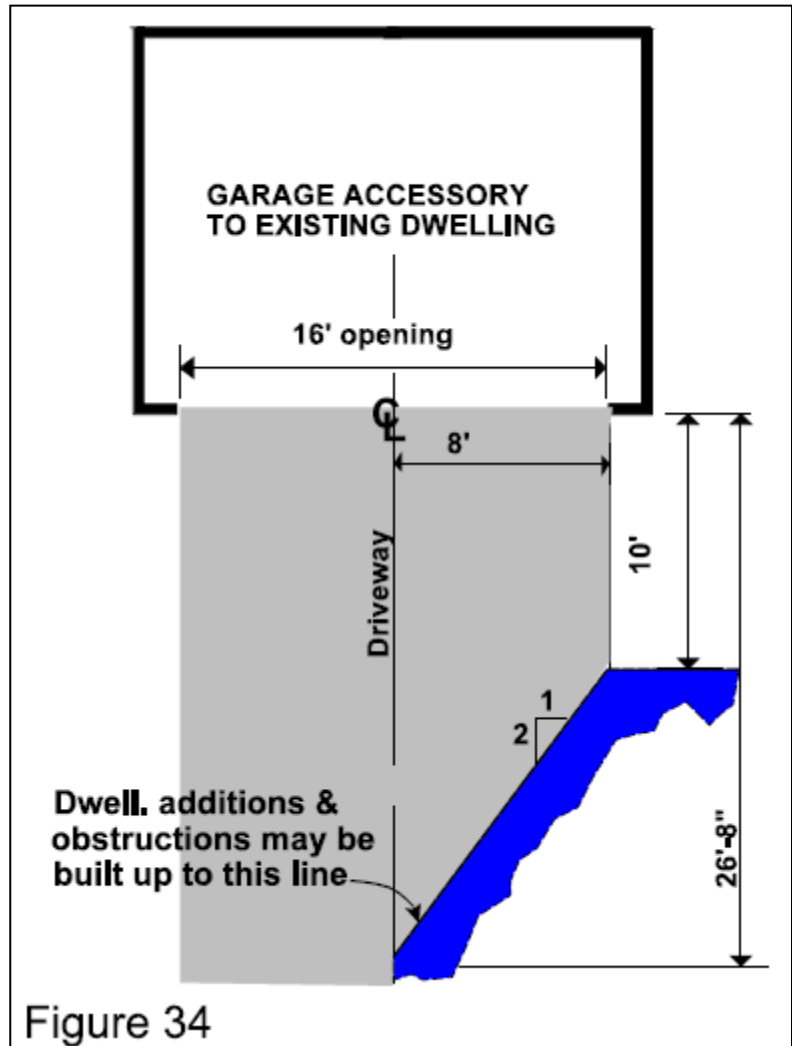 GARAGE ACCESSORY
TO EXISTING DWELLING
16' opening
CL
8'
Driveway
10'
1
2
Dwell. additions &
obstructions may be
built up to this line
26'-8"
Figure 34